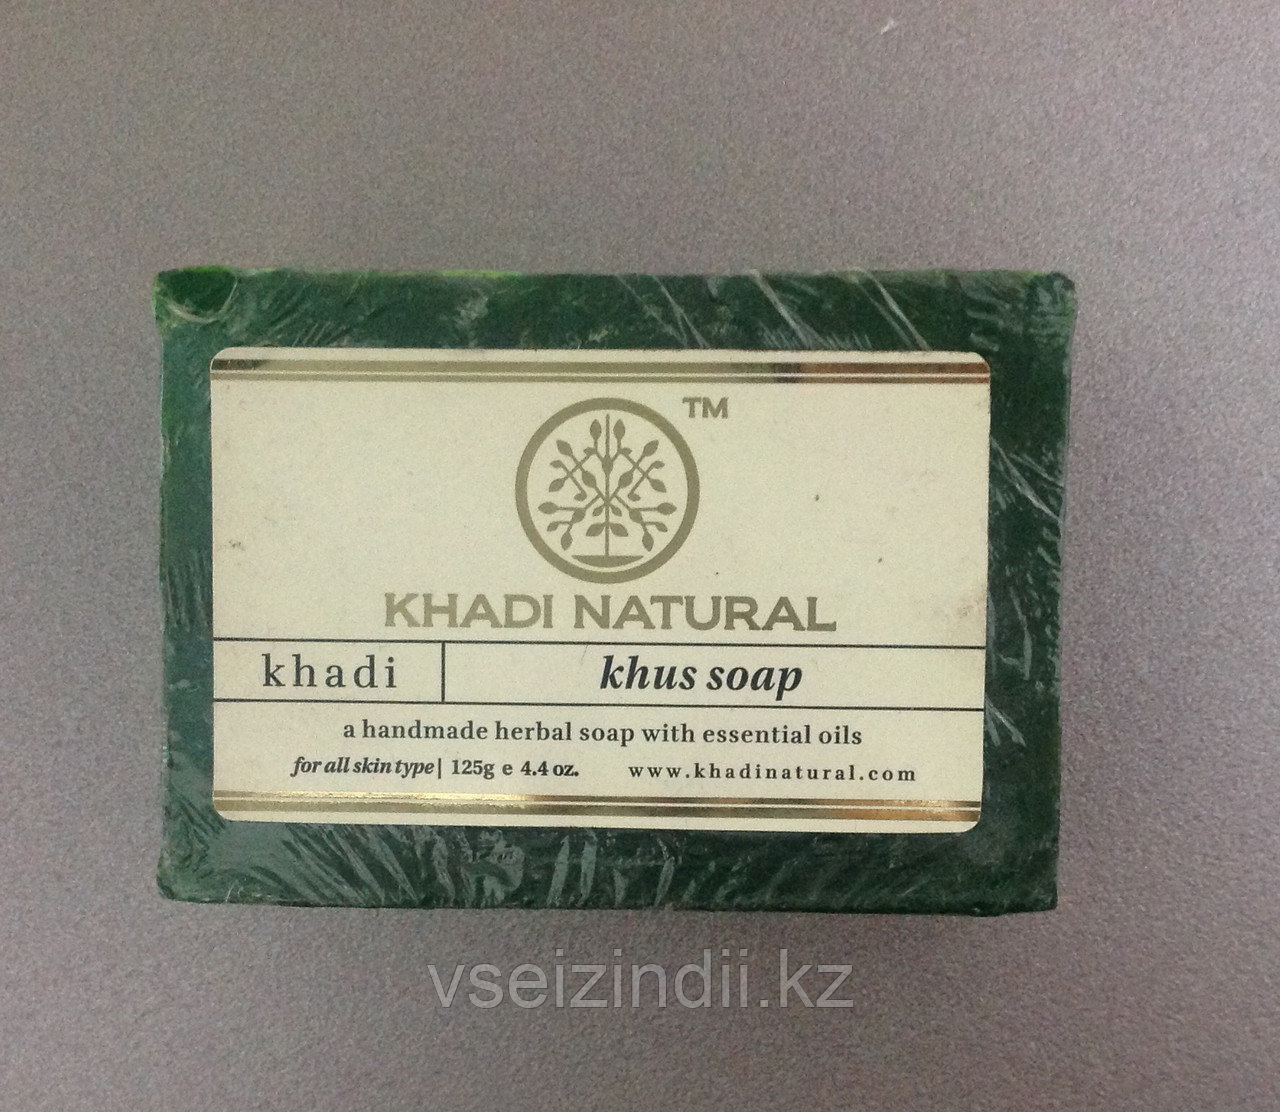 TM
KHADI NATURAL
khadi
khus soap
a handmade herbal soap with essential oils
for all skin type| 125g e 4.4 oz. www.khadinatural.com
vseizindii.kz